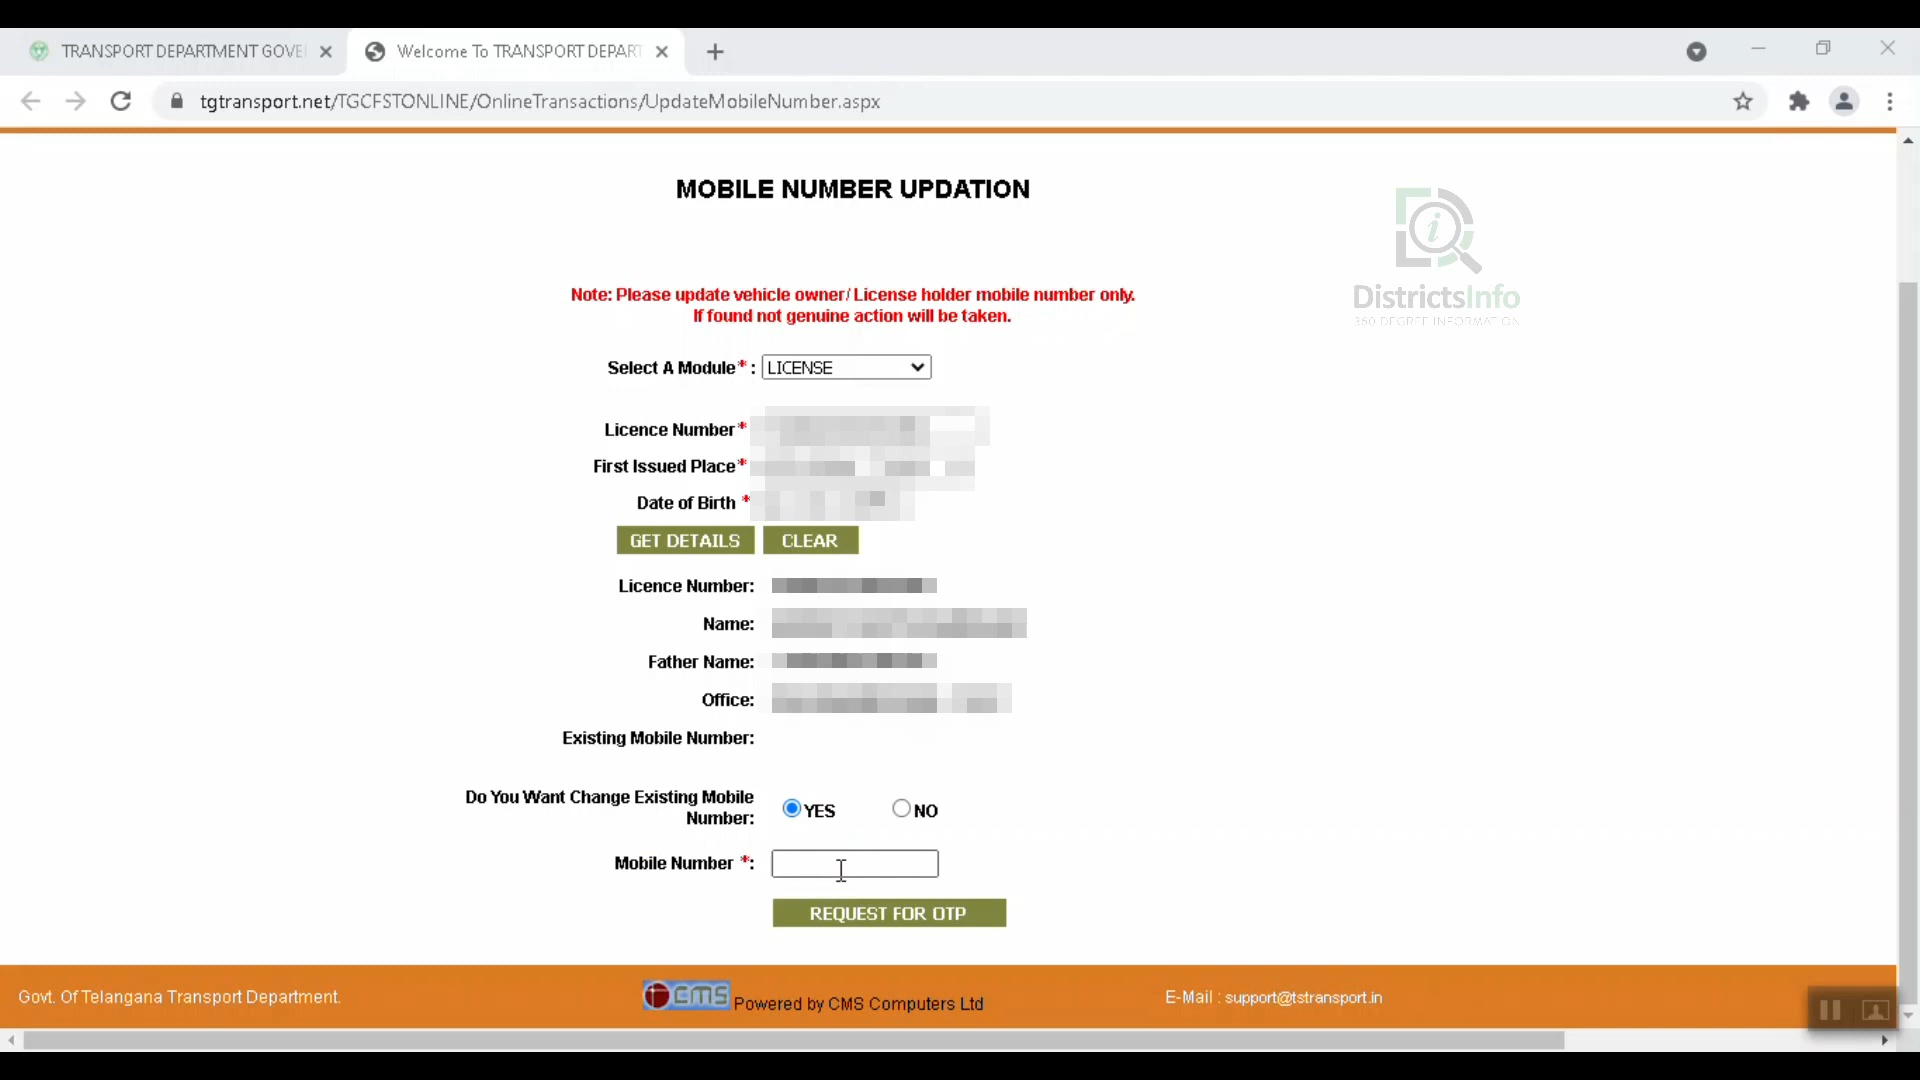 TRANSPORT DEPARTMENT GOVE
Welcome To TRANSPORT DEPART
tgtransport.net/TGCFSTONLINE/OnlineTransactions/UpdateMobileNumber.aspx
MOBILE NUMBER UPDATION
DistrictsInfo
360 DEGREE INFORMATION
Note: Please update vehicle owner/ License holder mobile number only.
If found not genuine action will be taken.
Select A Module* : LICENSE
Licence Number*
First Issued Place*
Date of Birth *
GET DETAILS CLEAR
Licence Number:
Name:
Father Name:
Office:
Existing Mobile Number:
Do You Want Change Existing Mobile
Number:
YES NO
Mobile Number *:
REQUEST FOR OTP
Govt. Of Telangana Transport Department.
CMS Powered by CMS Computers Ltd
E-Mail : support@tstransport.in